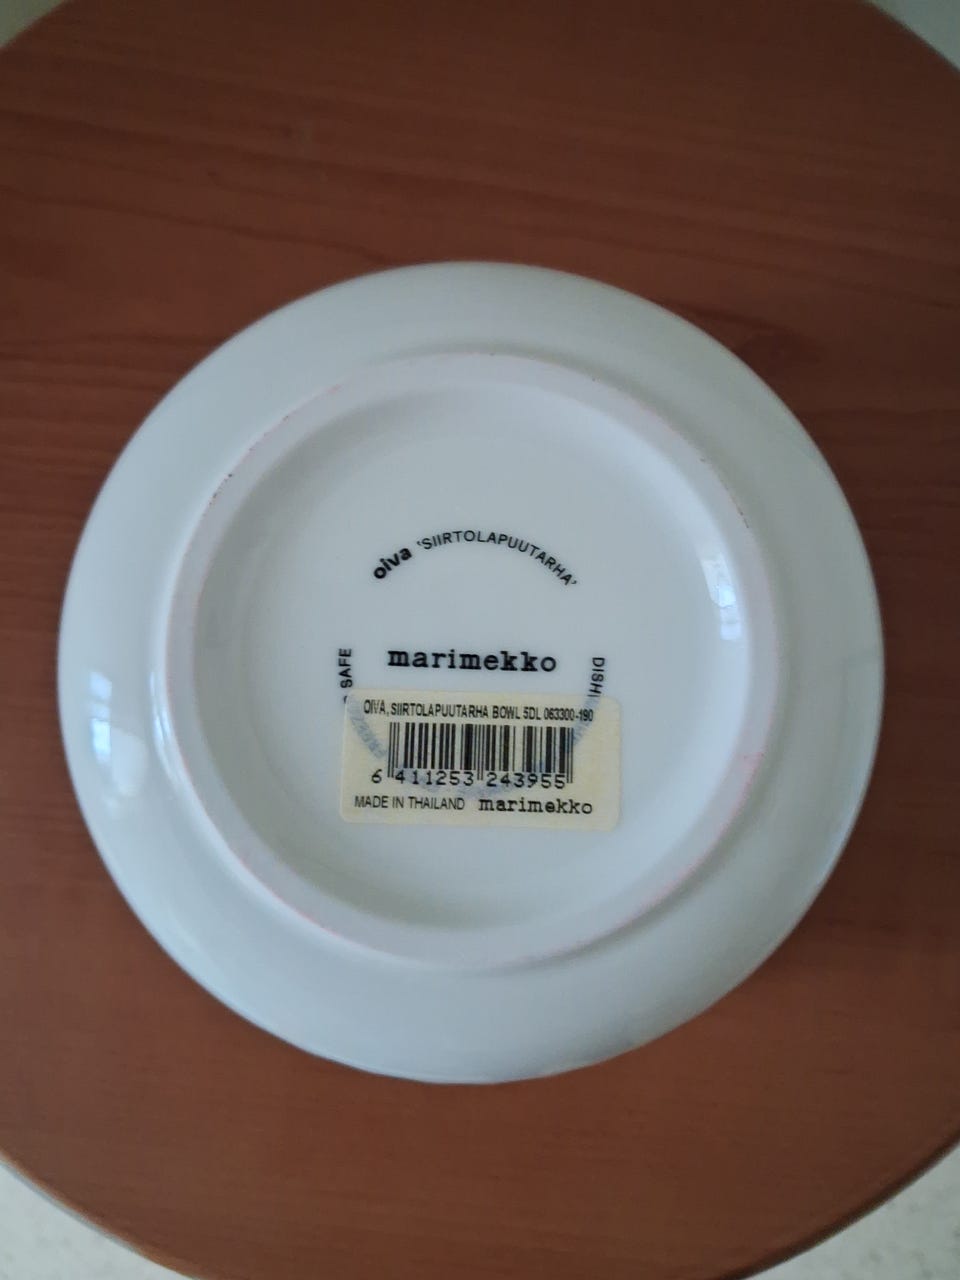 oiva 'SIIRTOLAPUUTARHA'
marimekko
SAFE
DISH
OIVA, SIIRTOLAPUUTARHA BOWL 5DL 063300-190
6 411253 243955
MADE IN THAILAND marimekko